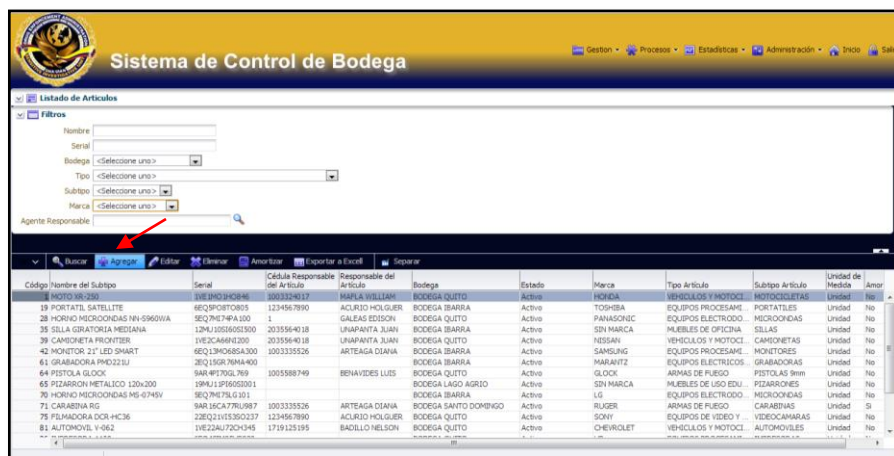 Sistema de Control de Bodega
Gestion Procesos Estadísticas Administración Inicio Sali
Listado de Artículos
Filtros
Nombre
Serial
Bodega <Seleccione uno>
Tipo <Seleccione uno>
Subtipo <Seleccione uno>
Marca <Seleccione uno>
Agente Responsable
Buscar Agregar Editar Eliminar Amortizar Exportar a Excell Separar
Código Nombre del Subtipo Serial Cédula Responsable del Artículo Responsable del Artículo Bodega Estado Marca Tipo Artículo Subtipo Artículo Unidad de Medida Amor
1 MOTO XR-250 1VE1MO1HO846 1003324017 MAFLA WILLIAM BODEGA QUITO Activo HONDA VEHICULOS Y MOTOCI... MOTOCICLETAS Unidad No
19 PORTATIL SATELLITE 6EQ5PO8TO805 1234567890 ACURIO HOLGUER BODEGA IBARRA Activo TOSHIBA EQUIPOS PROCESAMI... PORTATILES Unidad No
28 HORNO MICROONDAS NN-S960WA 5EQ7MI74PA100 1 GALEAS EDISON BODEGA QUITO Activo PANASONIC EQUIPOS ELECTRODO... MICROONDAS Unidad No
35 SILLA GIRATORIA MEDIANA 12MU10SI60SI500 2035564018 UNAPANTA JUAN BODEGA IBARRA Activo SIN MARCA MUEBLES DE OFICINA SILLAS Unidad No
39 CAMIONETA FRONTIER 1VE2CA66NI200 2035564018 UNAPANTA JUAN BODEGA QUITO Activo NISSAN VEHICULOS Y MOTOCI... CAMIONETAS Unidad No
42 MONITOR 21" LED SMART 6EQ13MO68SA300 1003335526 ARTEAGA DIANA BODEGA IBARRA Activo SAMSUNG EQUIPOS PROCESAMI... MONITORES Unidad No
61 GRABADORA PMD221U 2EQ15GR76MA400 BODEGA IBARRA Activo MARANTZ EQUIPOS ELECTRICOS... GRABADORAS Unidad No
64 PISTOLA GLOCK 9AR4PI70GL769 1005588749 BENAVIDES LUIS BODEGA QUITO Activo GLOCK ARMAS DE FUEGO PISTOLAS 9mm Unidad No
65 PIZARRON METALICO 120x200 19MU11PI60SI001 BODEGA LAGO AGRIO Activo SIN MARCA MUEBLES DE USO EDU... PIZARRONES Unidad No
70 HORNO MICROONDAS MS-0745V 5EQ7MI75LG101 BODEGA IBARRA Activo LG EQUIPOS ELECTRODO... MICROONDAS Unidad No
71 CARABINA RG 9AR16CA77RU987 1003335526 ARTEAGA DIANA BODEGA SANTO DOMINGO Activo RUGER ARMAS DE FUEGO CARABINAS Unidad Si
75 FILMADORA DCR-HC36 22EQ21VI53SO237 1234567890 ACURIO HOLGUER BODEGA QUITO Activo SONY EQUIPOS DE VIDEO Y ... VIDEOCAMARAS Unidad No
81 AUTOMOVIL V-062 1VE22AU72CH345 1719125195 BADILLO NELSON BODEGA QUITO Activo CHEVROLET VEHICULOS Y MOTOCI... AUTOMOVILES Unidad No